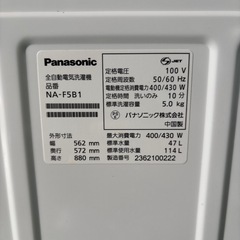 Panasonic
全自動電気洗濯機
品番
NA-F5B1
JET
定格電圧 100 V
定格周波数 50/60 Hz
電動機定格消費電力 400/430 W
定格時間 洗いのみ 10 分
標準洗濯容量 5.0 kg
パナソニック株式会社
中国製
外形寸法
幅 562 mm
奥行 572 mm
高さ 880 mm
最大消費電力 400/430 W
標準水量 47 L
標準使用水量 114 L
製造番号 2362100222